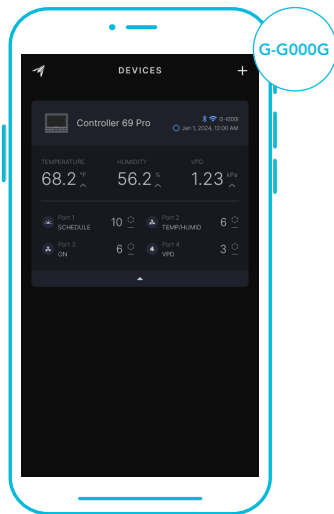 G-G000G
DEVICES
Controller 69 Pro
G-I000I
Jan 1, 2024, 12:00 AM
TEMPERATURE HUMIDITY VPD
68.2 °F 56.2 % 1.23 kPa
Port 1 Port 2
SCHEDULE 10 TEMP/HUMID 6
Port 3 Port 4
ON 6 VPD 3